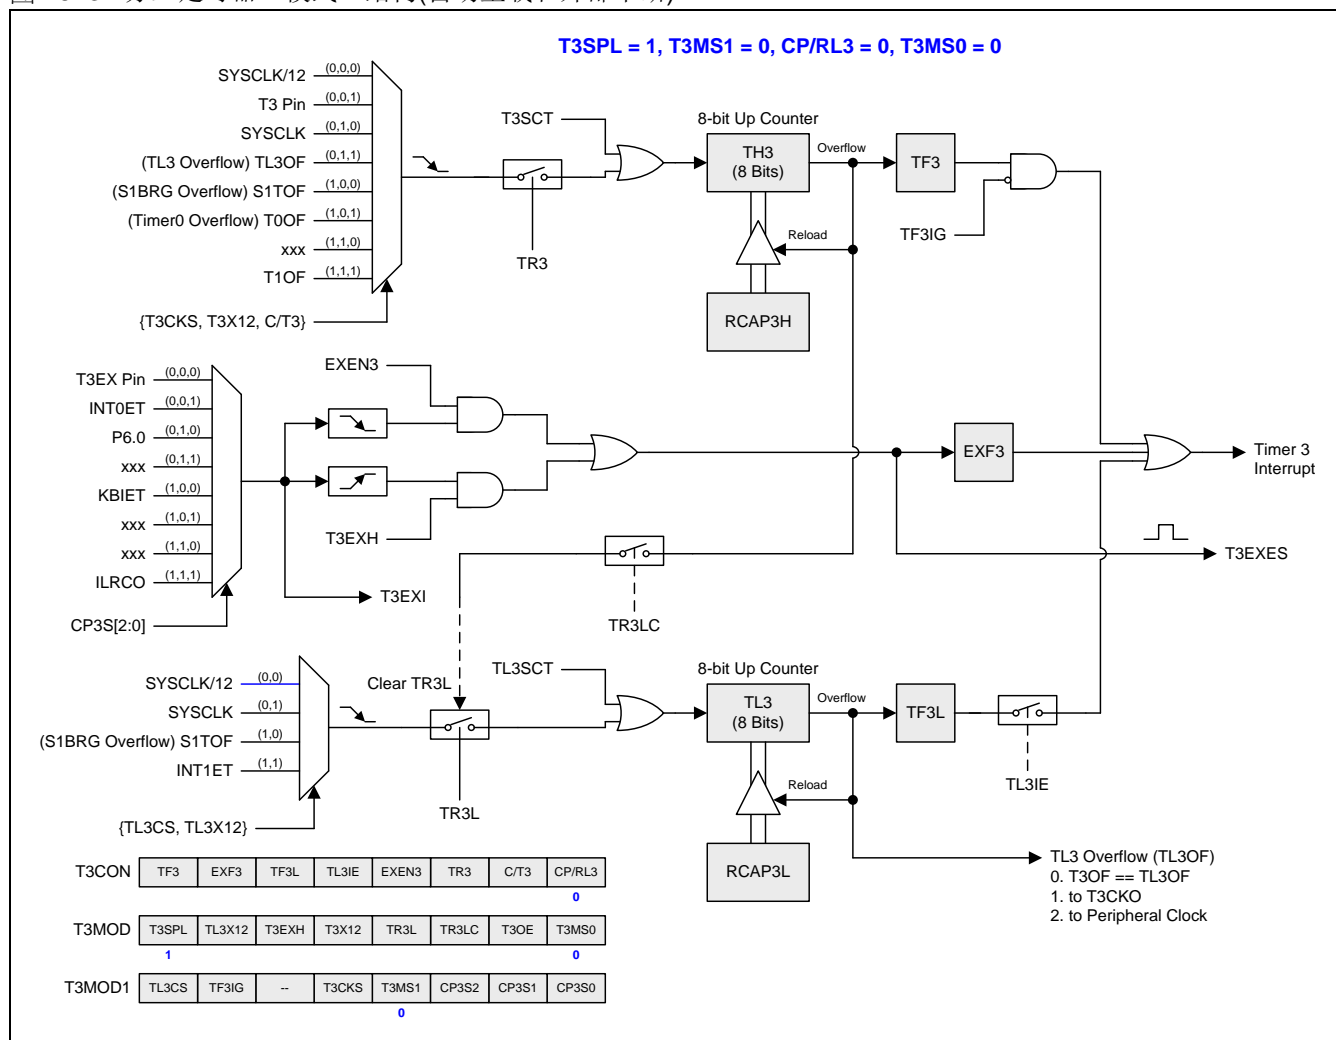 T3SPL = 1, T3MS1 = 0, CP/RL3 = 0, T3MS0 = 0
SYSCLK/12 (0,0,0)
T3 Pin (0,0,1)
SYSCLK (0,1,0)
(TL3 Overflow) TL3OF (0,1,1)
(S1BRG Overflow) S1TOF (1,0,0)
(Timer0 Overflow) T0OF (1,0,1)
xxx (1,1,0)
T1OF (1,1,1)
{T3CKS, T3X12, C/T3}
TR3
T3SCT
8-bit Up Counter
TH3
(8 Bits)
Overflow
Reload
RCAP3H
TF3
TF3IG
T3EX Pin (0,0,0)
INT0ET (0,0,1)
P6.0 (0,1,0)
xxx (0,1,1)
KBIET (1,0,0)
xxx (1,0,1)
xxx (1,1,0)
ILRCO (1,1,1)
CP3S[2:0]
EXEN3
T3EXH
T3EXI
EXF3
Timer 3
Interrupt
T3EXES
TR3LC
SYSCLK/12 (0,0)
SYSCLK (0,1)
(S1BRG Overflow) S1TOF (1,0)
INT1ET (1,1)
{TL3CS, TL3X12}
Clear TR3L
TR3L
TL3SCT
8-bit Up Counter
TL3
(8 Bits)
Overflow
Reload
RCAP3L
TF3L
TL3IE
TL3 Overflow (TL3OF)
0. T3OF == TL3OF
1. to T3CKO
2. to Peripheral Clock
T3CON TF3 EXF3 TF3L TL3IE EXEN3 TR3 C/T3 CP/RL3
0
T3MOD T3SPL TL3X12 T3EXH T3X12 TR3L TR3LC T3OE T3MS0
1 0
T3MOD1 TL3CS TF3IG -- T3CKS T3MS1 CP3S2 CP3S1 CP3S0
0